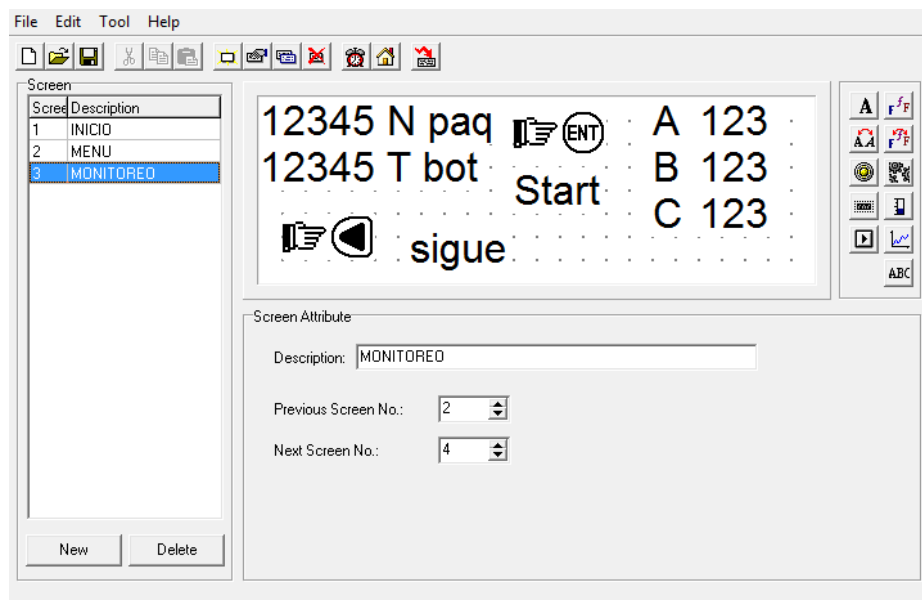 File Edit Tool Help
Screen
Scree Description
1 INICIO
2 MENU
3 MONITOREO
New Delete
12345 N paq ENT A 123
12345 T bot Start B 123
sigue C 123
A F f F
A A F f F
ABC
Screen Attribute
Description: MONITOREO
Previous Screen No.: 2
Next Screen No.: 4